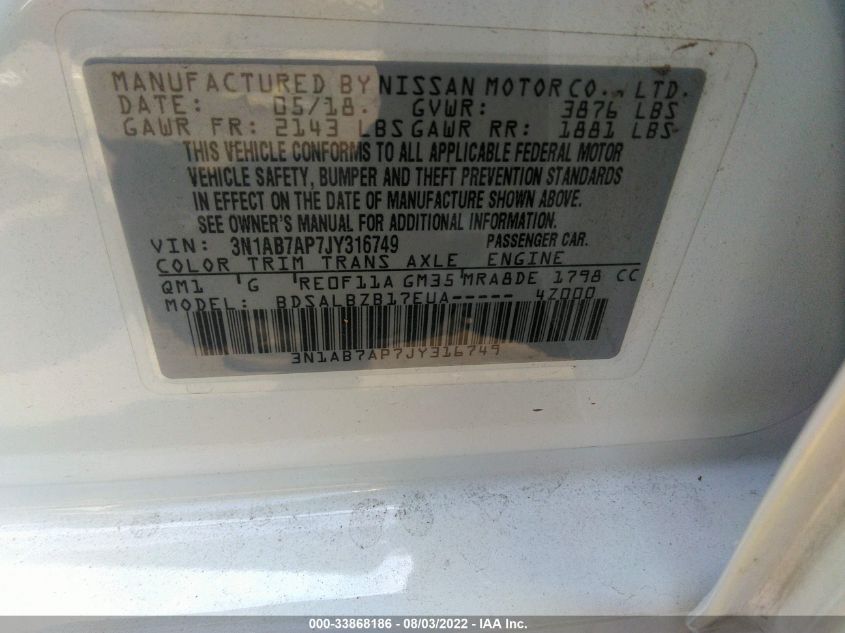 MANUFACTURED BY NISSAN MOTOR CO., LTD.
DATE: 05/18. GVWR: 3876 LBS
GAWR FR: 2143 LBS GAWR RR: 1881 LBS
THIS VEHICLE CONFORMS TO ALL APPLICABLE FEDERAL MOTOR
VEHICLE SAFETY, BUMPER AND THEFT PREVENTION STANDARDS
IN EFFECT ON THE DATE OF MANUFACTURE SHOWN ABOVE.
SEE OWNER'S MANUAL FOR ADDITIONAL INFORMATION.
VIN: 3N1AB7AP7JY316749 PASSENGER CAR.
COLOR TRIM TRANS AXLE ENGINE
QM1 G RE0F11A GM35 MRA8DE 1798 CC
MODEL: BDSALBZB17EUA----- 4Z000
3N1AB7AP7JY316749
000-33868186 - 08/03/2022 - IAA Inc.